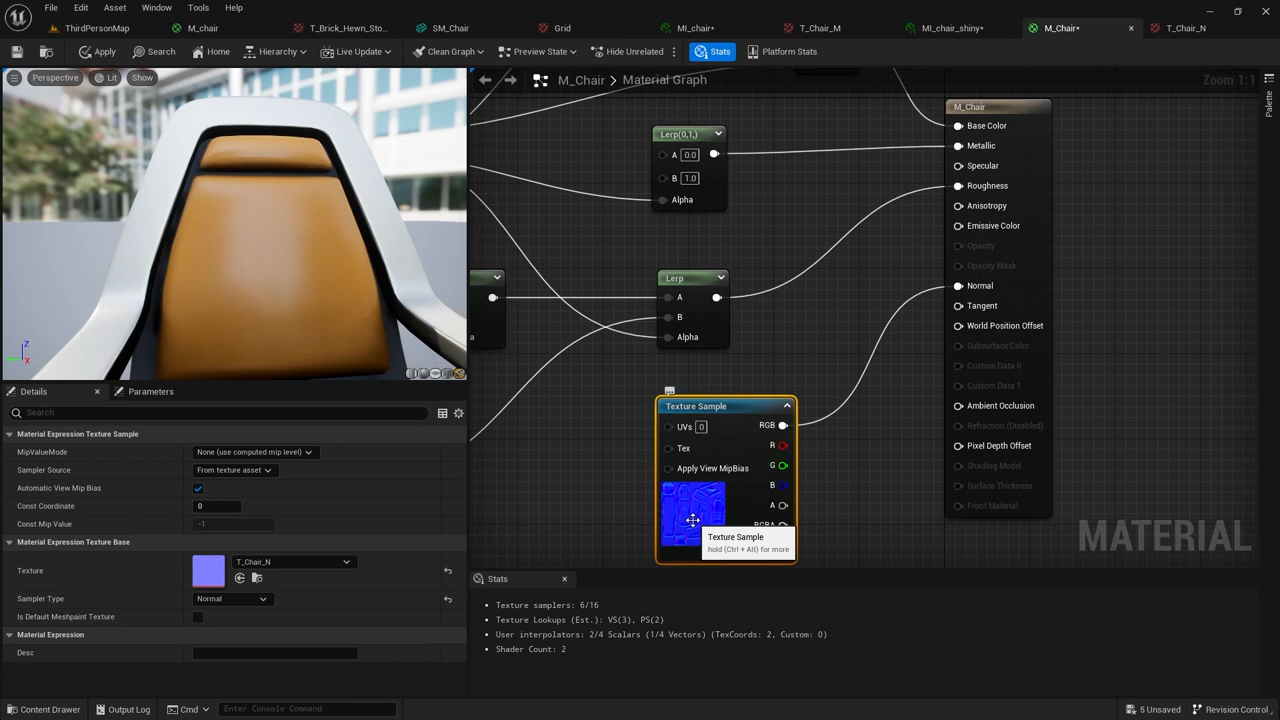 File Edit Asset Window Tools Help
ThirdPersonMap M_chair T_Brick_Hewn_Sto... SM_Chair Grid MI_chair* T_Chair_M MI_chair_shiny* M_Chair* T_Chair_N
Apply Search Home Hierarchy Live Update Clean Graph Preview State Hide Unrelated Stats Platform Stats
Perspective Lit Show
M_Chair > Material Graph
Zoom 1:1
Palette
M_Chair
Base Color
Metallic
Specular
Roughness
Anisotropy
Emissive Color
Opacity
Opacity Mask
Normal
Tangent
World Position Offset
Subsurface Color
Custom Data 0
Custom Data 1
Ambient Occlusion
Refraction (Disabled)
Pixel Depth Offset
Shading Model
Surface Thickness
Front Material
Lerp(0,1,)
A 0.0
B 1.0
Alpha
Lerp
A
B
Alpha
a
Texture Sample
UVs 0 RGB
Tex R
Apply View MipBias G
B
A
RGBA
Texture Sample
hold (Ctrl + Alt) for more
MATERIAL
Z
X
Details Parameters
Search
Material Expression Texture Sample
MipValueMode None (use computed mip level)
Sampler Source From texture asset
Automatic View Mip Bias
Const Coordinate 0
Const Mip Value -1
Material Expression Texture Base
Texture T_Chair_N
Sampler Type Normal
Is Default Meshpaint Texture
Material Expression
Desc
Stats
Texture samplers: 6/16
Texture Lookups (Est.): VS(3), PS(2)
User interpolators: 2/4 Scalars (1/4 Vectors) (TexCoords: 2, Custom: 0)
Shader Count: 2
Content Drawer Output Log Cmd Enter Console Command 5 Unsaved Revision Control